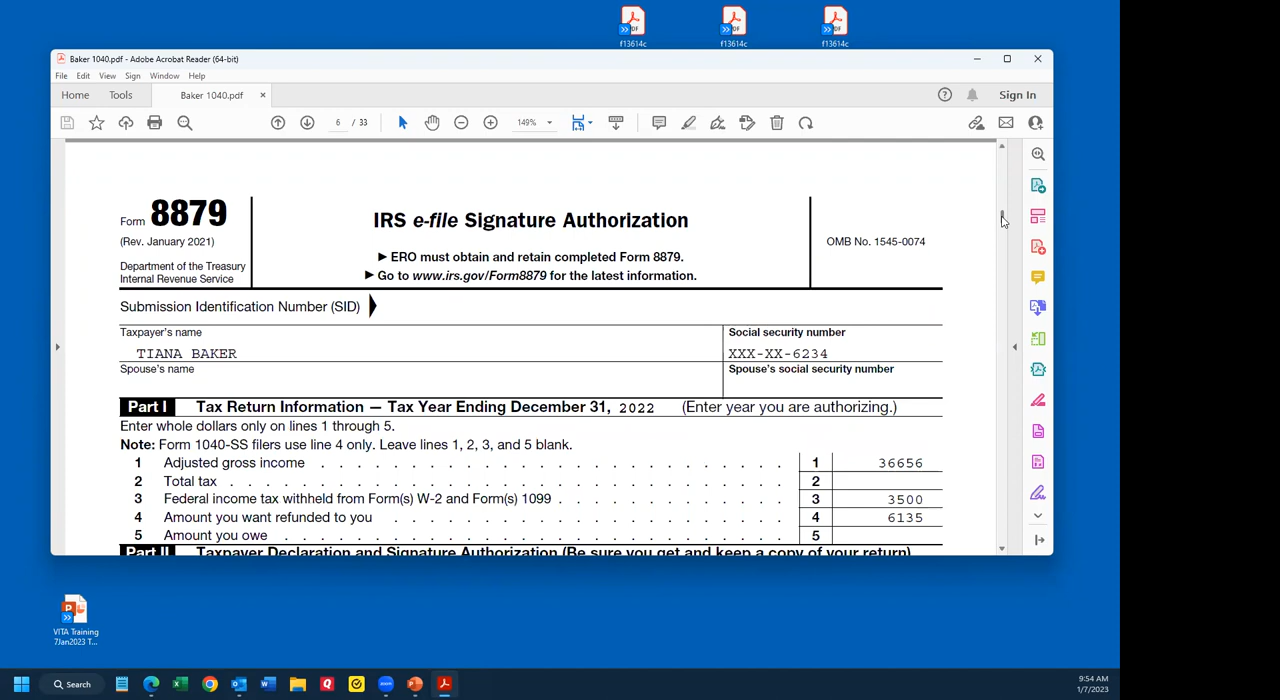 f13614c f13614c f13614c
Baker 1040.pdf - Adobe Acrobat Reader (64-bit)
File Edit View Sign Window Help
Home Tools Baker 1040.pdf × Sign In
6 / 33 149%
Form 8879
(Rev. January 2021)
Department of the Treasury
Internal Revenue Service
IRS e-file Signature Authorization
▶ ERO must obtain and retain completed Form 8879.
▶ Go to www.irs.gov/Form8879 for the latest information.
OMB No. 1545-0074
Submission Identification Number (SID)
Taxpayer's name Social security number
TIANA BAKER XXX-XX-6234
Spouse's name Spouse's social security number
Part I Tax Return Information — Tax Year Ending December 31, 2022 (Enter year you are authorizing.)
Enter whole dollars only on lines 1 through 5.
Note: Form 1040-SS filers use line 4 only. Leave lines 1, 2, 3, and 5 blank.
1 Adjusted gross income . . . . . . . . . . . . . . . . . . . . . . . . . . 1 36656
2 Total tax . . . . . . . . . . . . . . . . . . . . . . . . . . . . . . . 2
3 Federal income tax withheld from Form(s) W-2 and Form(s) 1099 . . . . . . . . . . . . 3 3500
4 Amount you want refunded to you . . . . . . . . . . . . . . . . . . . . . . 4 6135
5 Amount you owe . . . . . . . . . . . . . . . . . . . . . . . . . . . . 5
Part II Taxpayer Declaration and Signature Authorization (Be sure you get and keep a copy of your return)
VITA Training
7Jan2023 T...
Search
9:54 AM
1/7/2023